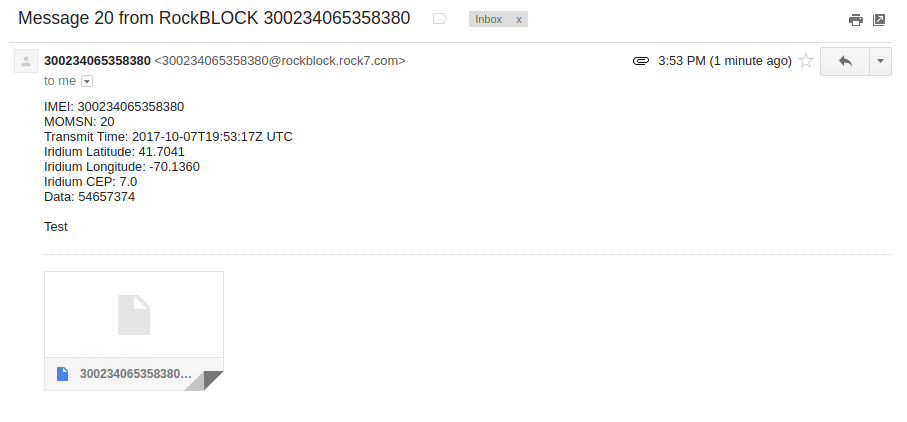 Message 20 from RockBLOCK 300234065358380 Inbox x
300234065358380 <300234065358380@rockblock.rock7.com> 3:53 PM (1 minute ago)
to me
IMEI: 300234065358380
MOMSN: 20
Transmit Time: 2017-10-07T19:53:17Z UTC
Iridium Latitude: 41.7041
Iridium Longitude: -70.1360
Iridium CEP: 7.0
Data: 54657374
Test
300234065358380...